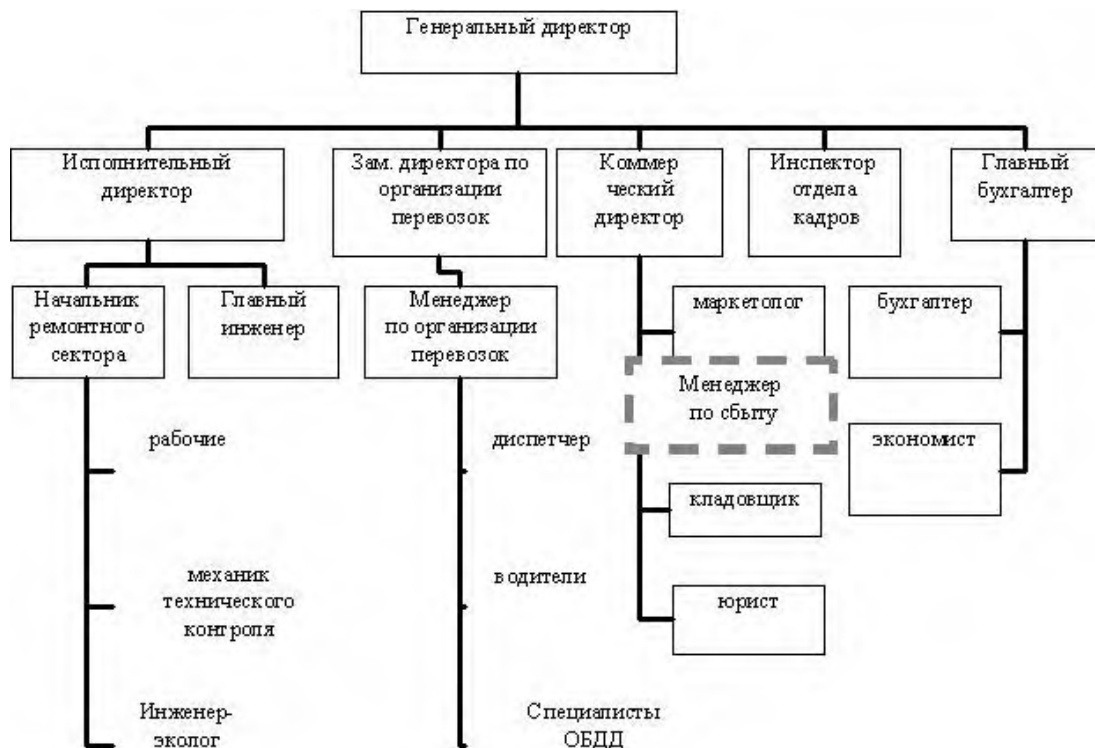 Генеральный директор
Исполнительный
директор
Зам. директора по
организации
перевозок
Коммер
ческий
директор
Инспектор
отдела
кадров
Главный
бухгалтер
Начальник
ремонтного
сектора
Главный
инженер
Менеджер
по организации
перевозок
маркетолог
бухгалтер
Менеджер
по сбыту
рабочие
диспетчер
экономист
кладовщик
механик
технического
контроля
водители
юрист
Инженер-
эколог
Специалисты
ОБДД